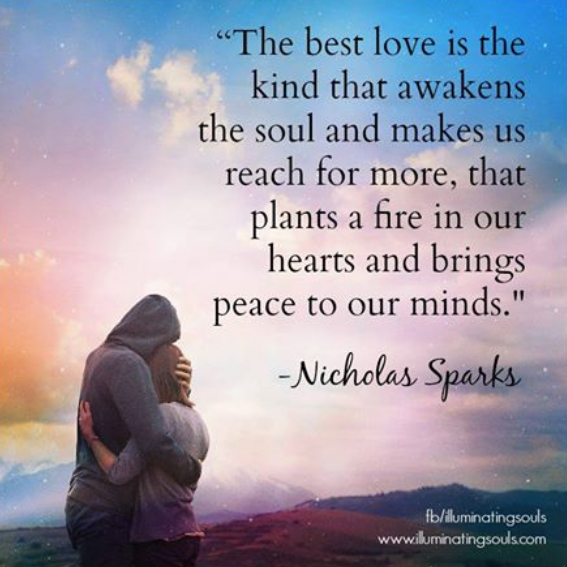 “The best love is the
kind that awakens
the soul and makes us
reach for more, that
plants a fire in our
hearts and brings
peace to our minds."
-Nicholas Sparks
fb/illuminatingsouls
www.illuminatingsouls.com